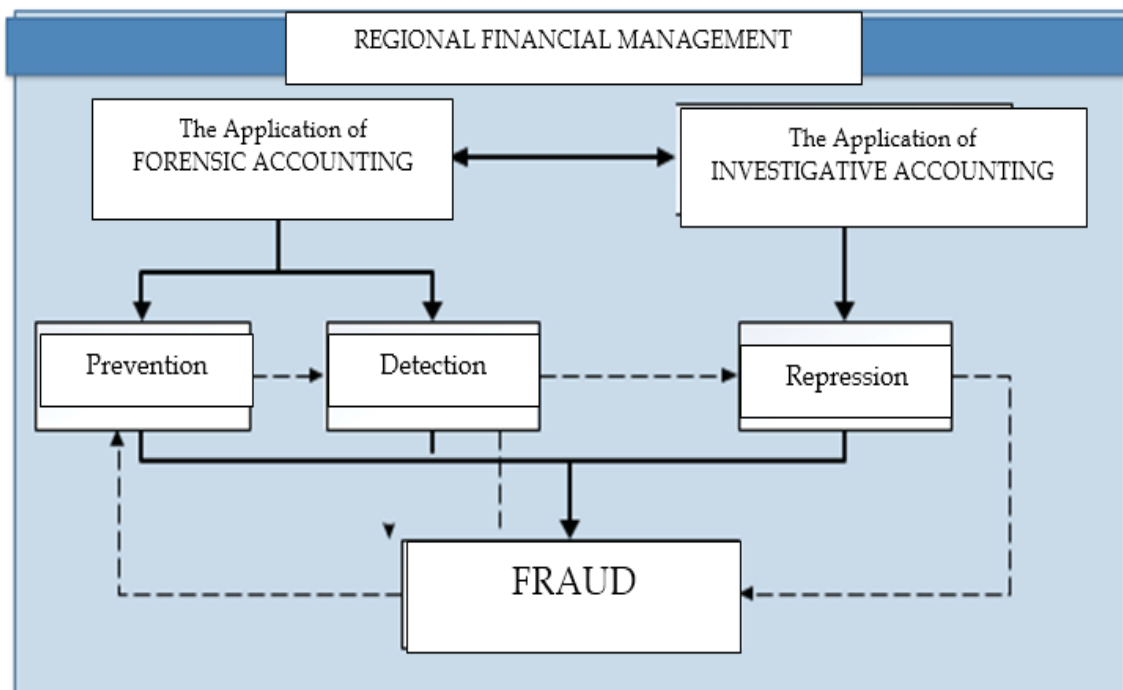 REGIONAL FINANCIAL MANAGEMENT
The Application of
FORENSIC ACCOUNTING
The Application of
INVESTIGATIVE ACCOUNTING
Prevention
Detection
Repression
FRAUD